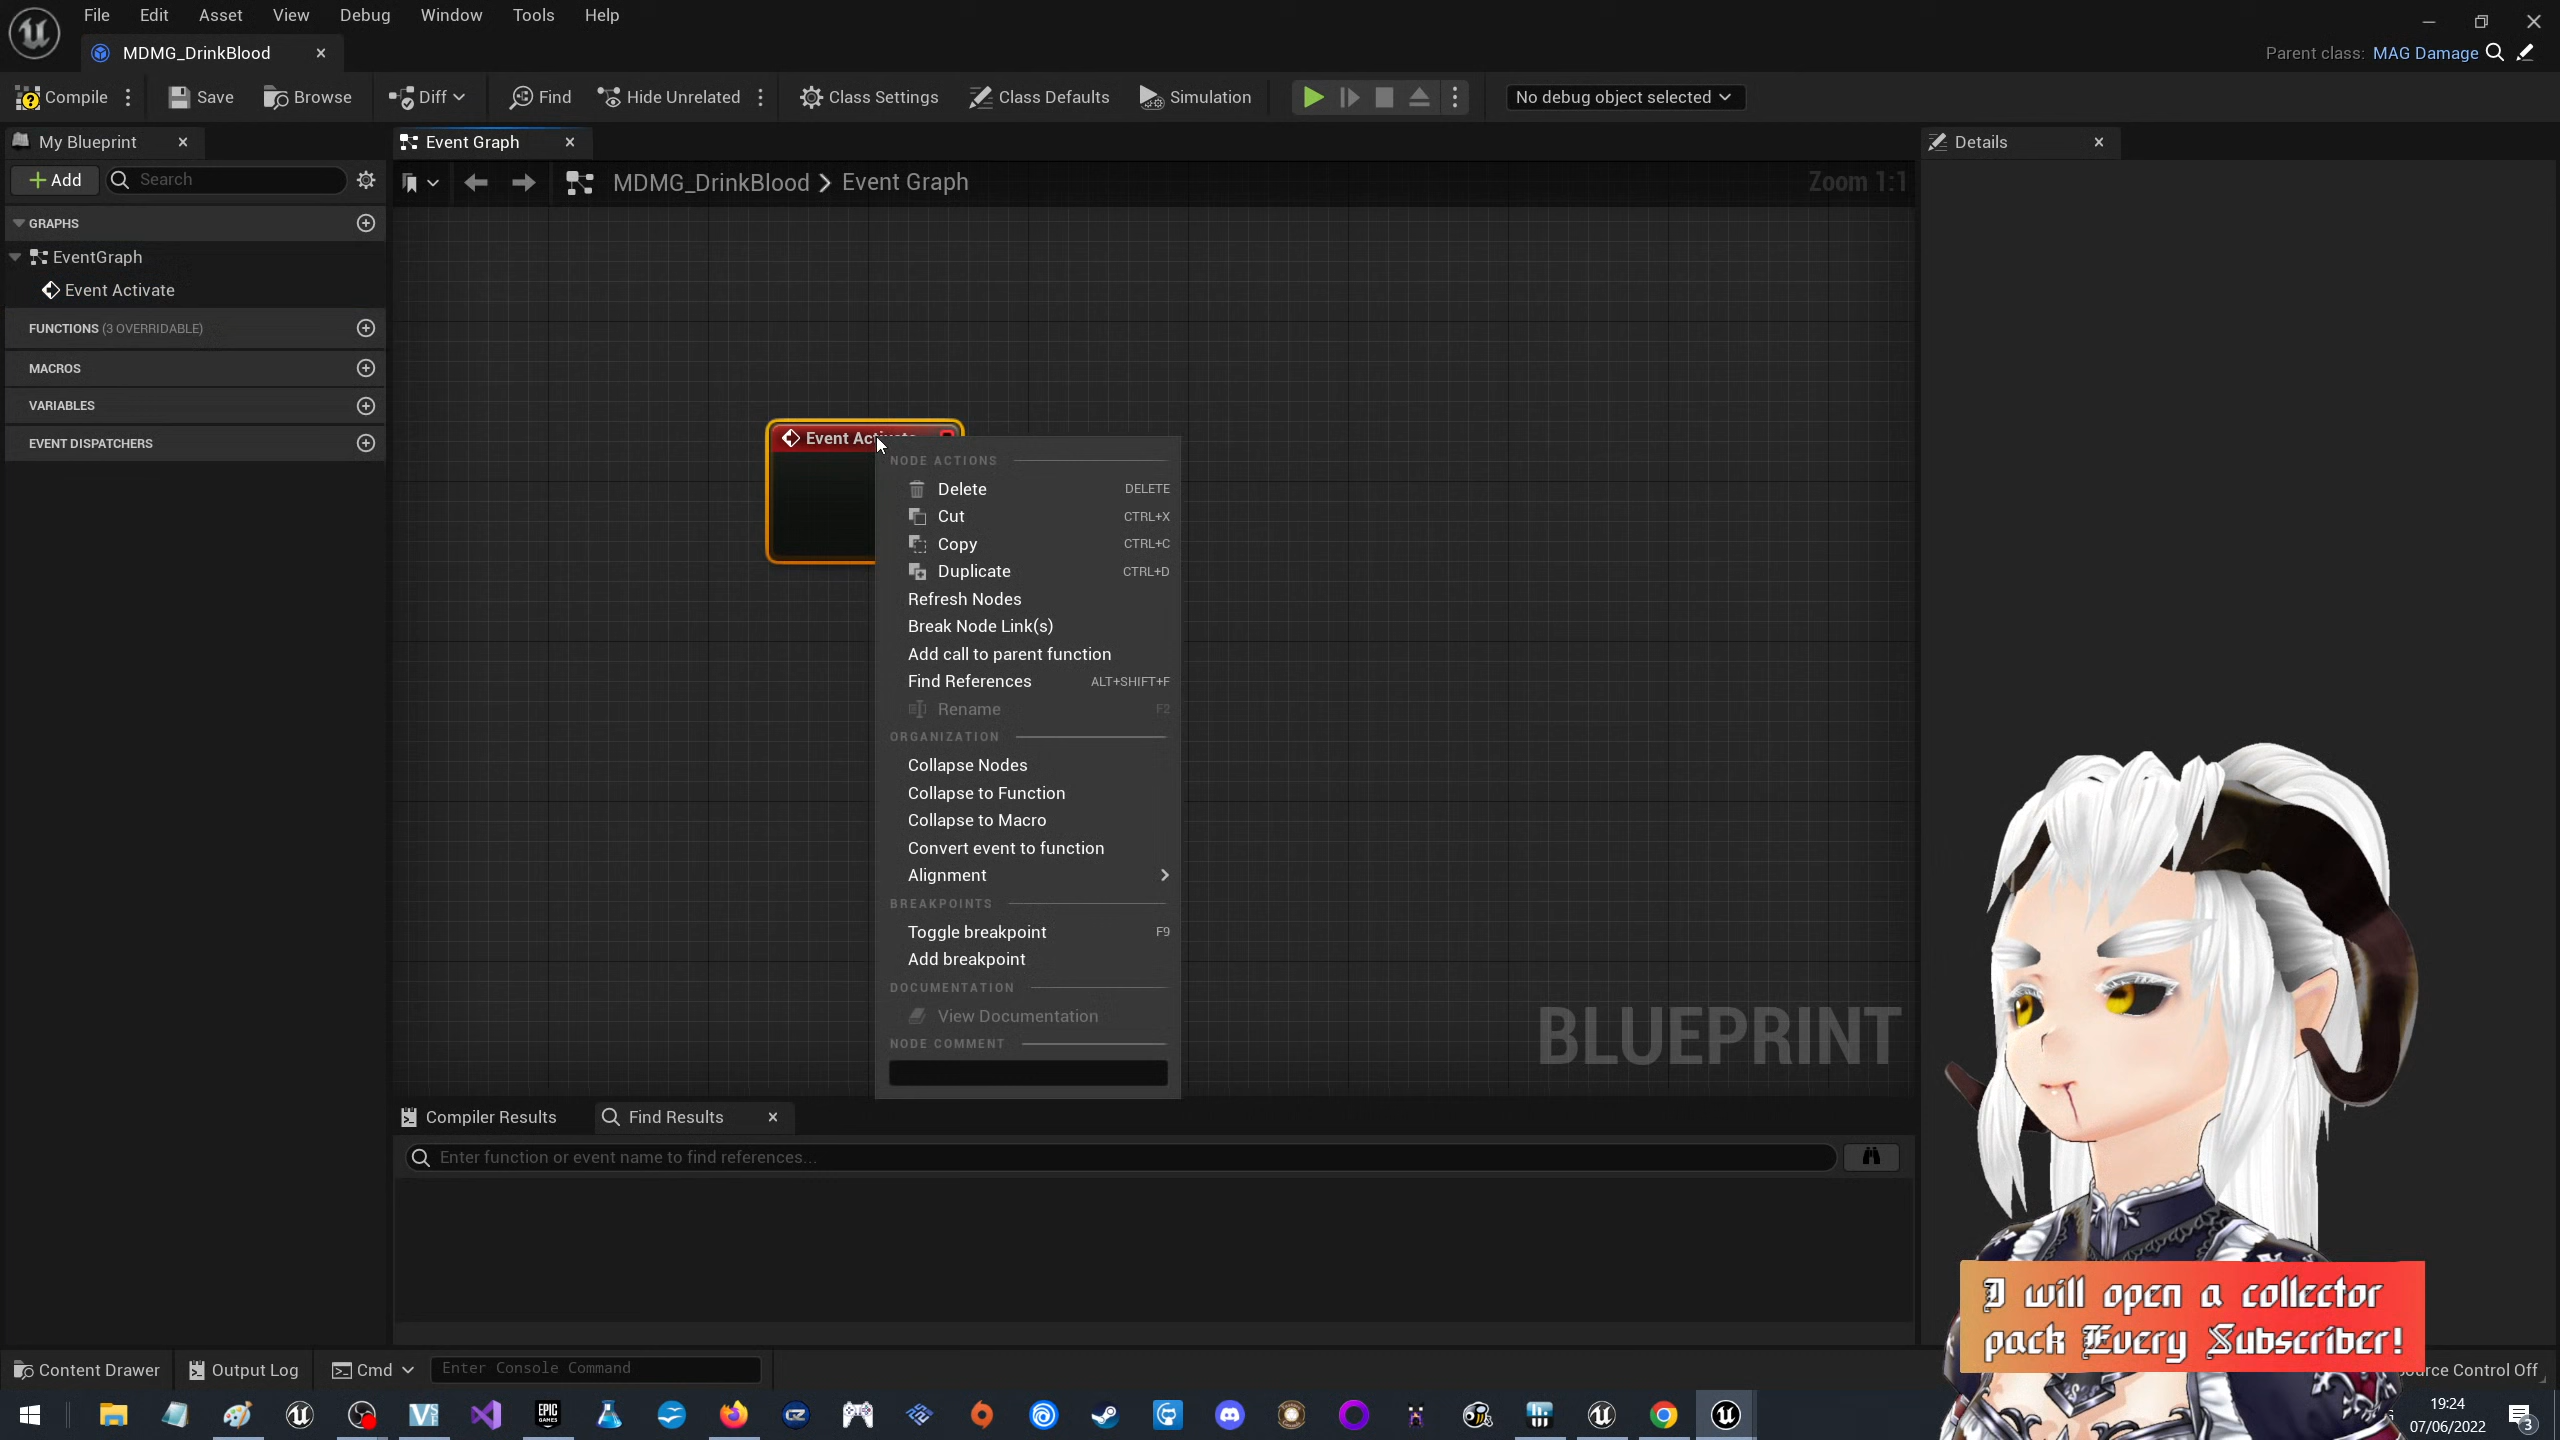 File Edit Asset View Debug Window Tools Help
MDMG_DrinkBlood
Parent class: MAG Damage
Compile Save Browse Diff Find Hide Unrelated Class Settings Class Defaults Simulation No debug object selected
My Blueprint Event Graph Details
Add Search MDMG_DrinkBlood > Event Graph Zoom 1:1
GRAPHS
EventGraph
Event Activate
FUNCTIONS (3 OVERRIDABLE)
MACROS
VARIABLES
EVENT DISPATCHERS
Event
NODE ACTIONS
Delete DELETE
Cut CTRL+X
Copy CTRL+C
Duplicate CTRL+D
Refresh Nodes
Break Node Link(s)
Add call to parent function
Find References ALT+SHIFT+F
Rename F2
ORGANIZATION
Collapse Nodes
Collapse to Function
Collapse to Macro
Convert event to function
Alignment
BREAKPOINTS
Toggle breakpoint F9
Add breakpoint
DOCUMENTATION
View Documentation
NODE COMMENT
BLUEPRINT
Compiler Results Find Results
Enter function or event name to find references...
I will open a collector
pack Every Subscriber!
Content Drawer Output Log Cmd Enter Console Command Control Off
EPIC
GAMES
19:24
07/06/2022
3